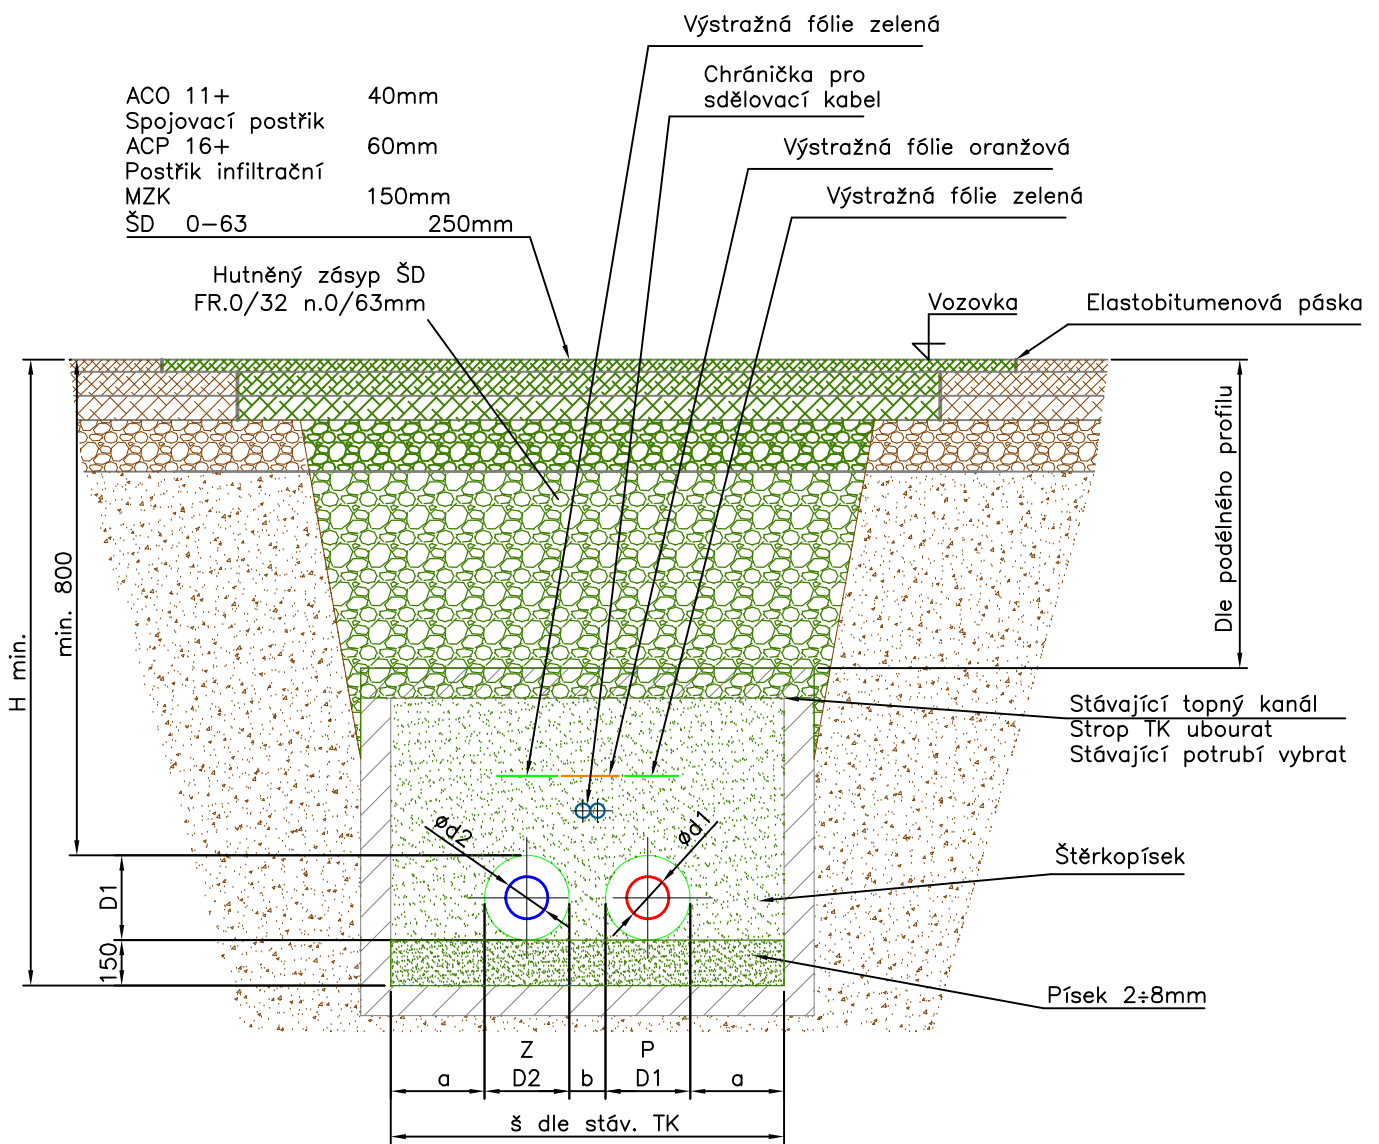 Výstražná fólie zelená
Chránička pro
sdělovací kabel
ACO 11+ 40mm
Spojovací postřik
ACP 16+ 60mm
Postřik infiltrační
MZK 150mm
ŠD 0-63 250mm
Výstražná fólie oranžová
Výstražná fólie zelená
Hutněný zásyp ŠD
FR.0/32 n.0/63mm
Vozovka
Elastobitumenová páska
Dle podélného profilu
min. 800
H min.
Stávající topný kanál
Strop TK ubourat
Stávající potrubí vybrat
ød2
ød1
Štěrkopísek
D1
150
Písek 2÷8mm
Z P
a D2 b D1 a
š dle stáv. TK